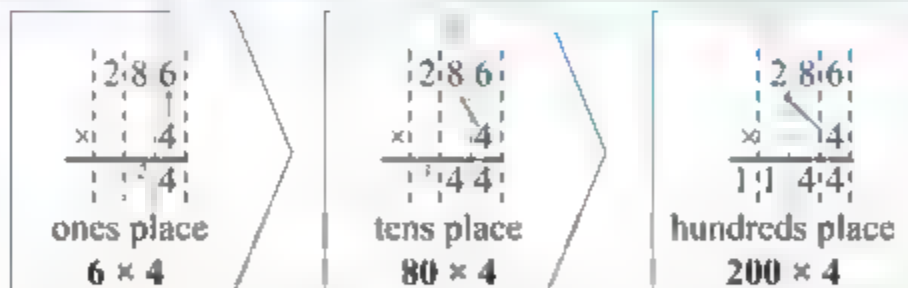 2 8 6
× 4
² 4
ones place
6 × 4
2 8 6
× 4
4 4
tens place
80 × 4
2 8 6
× 4
1 1 4 4
hundreds place
200 × 4